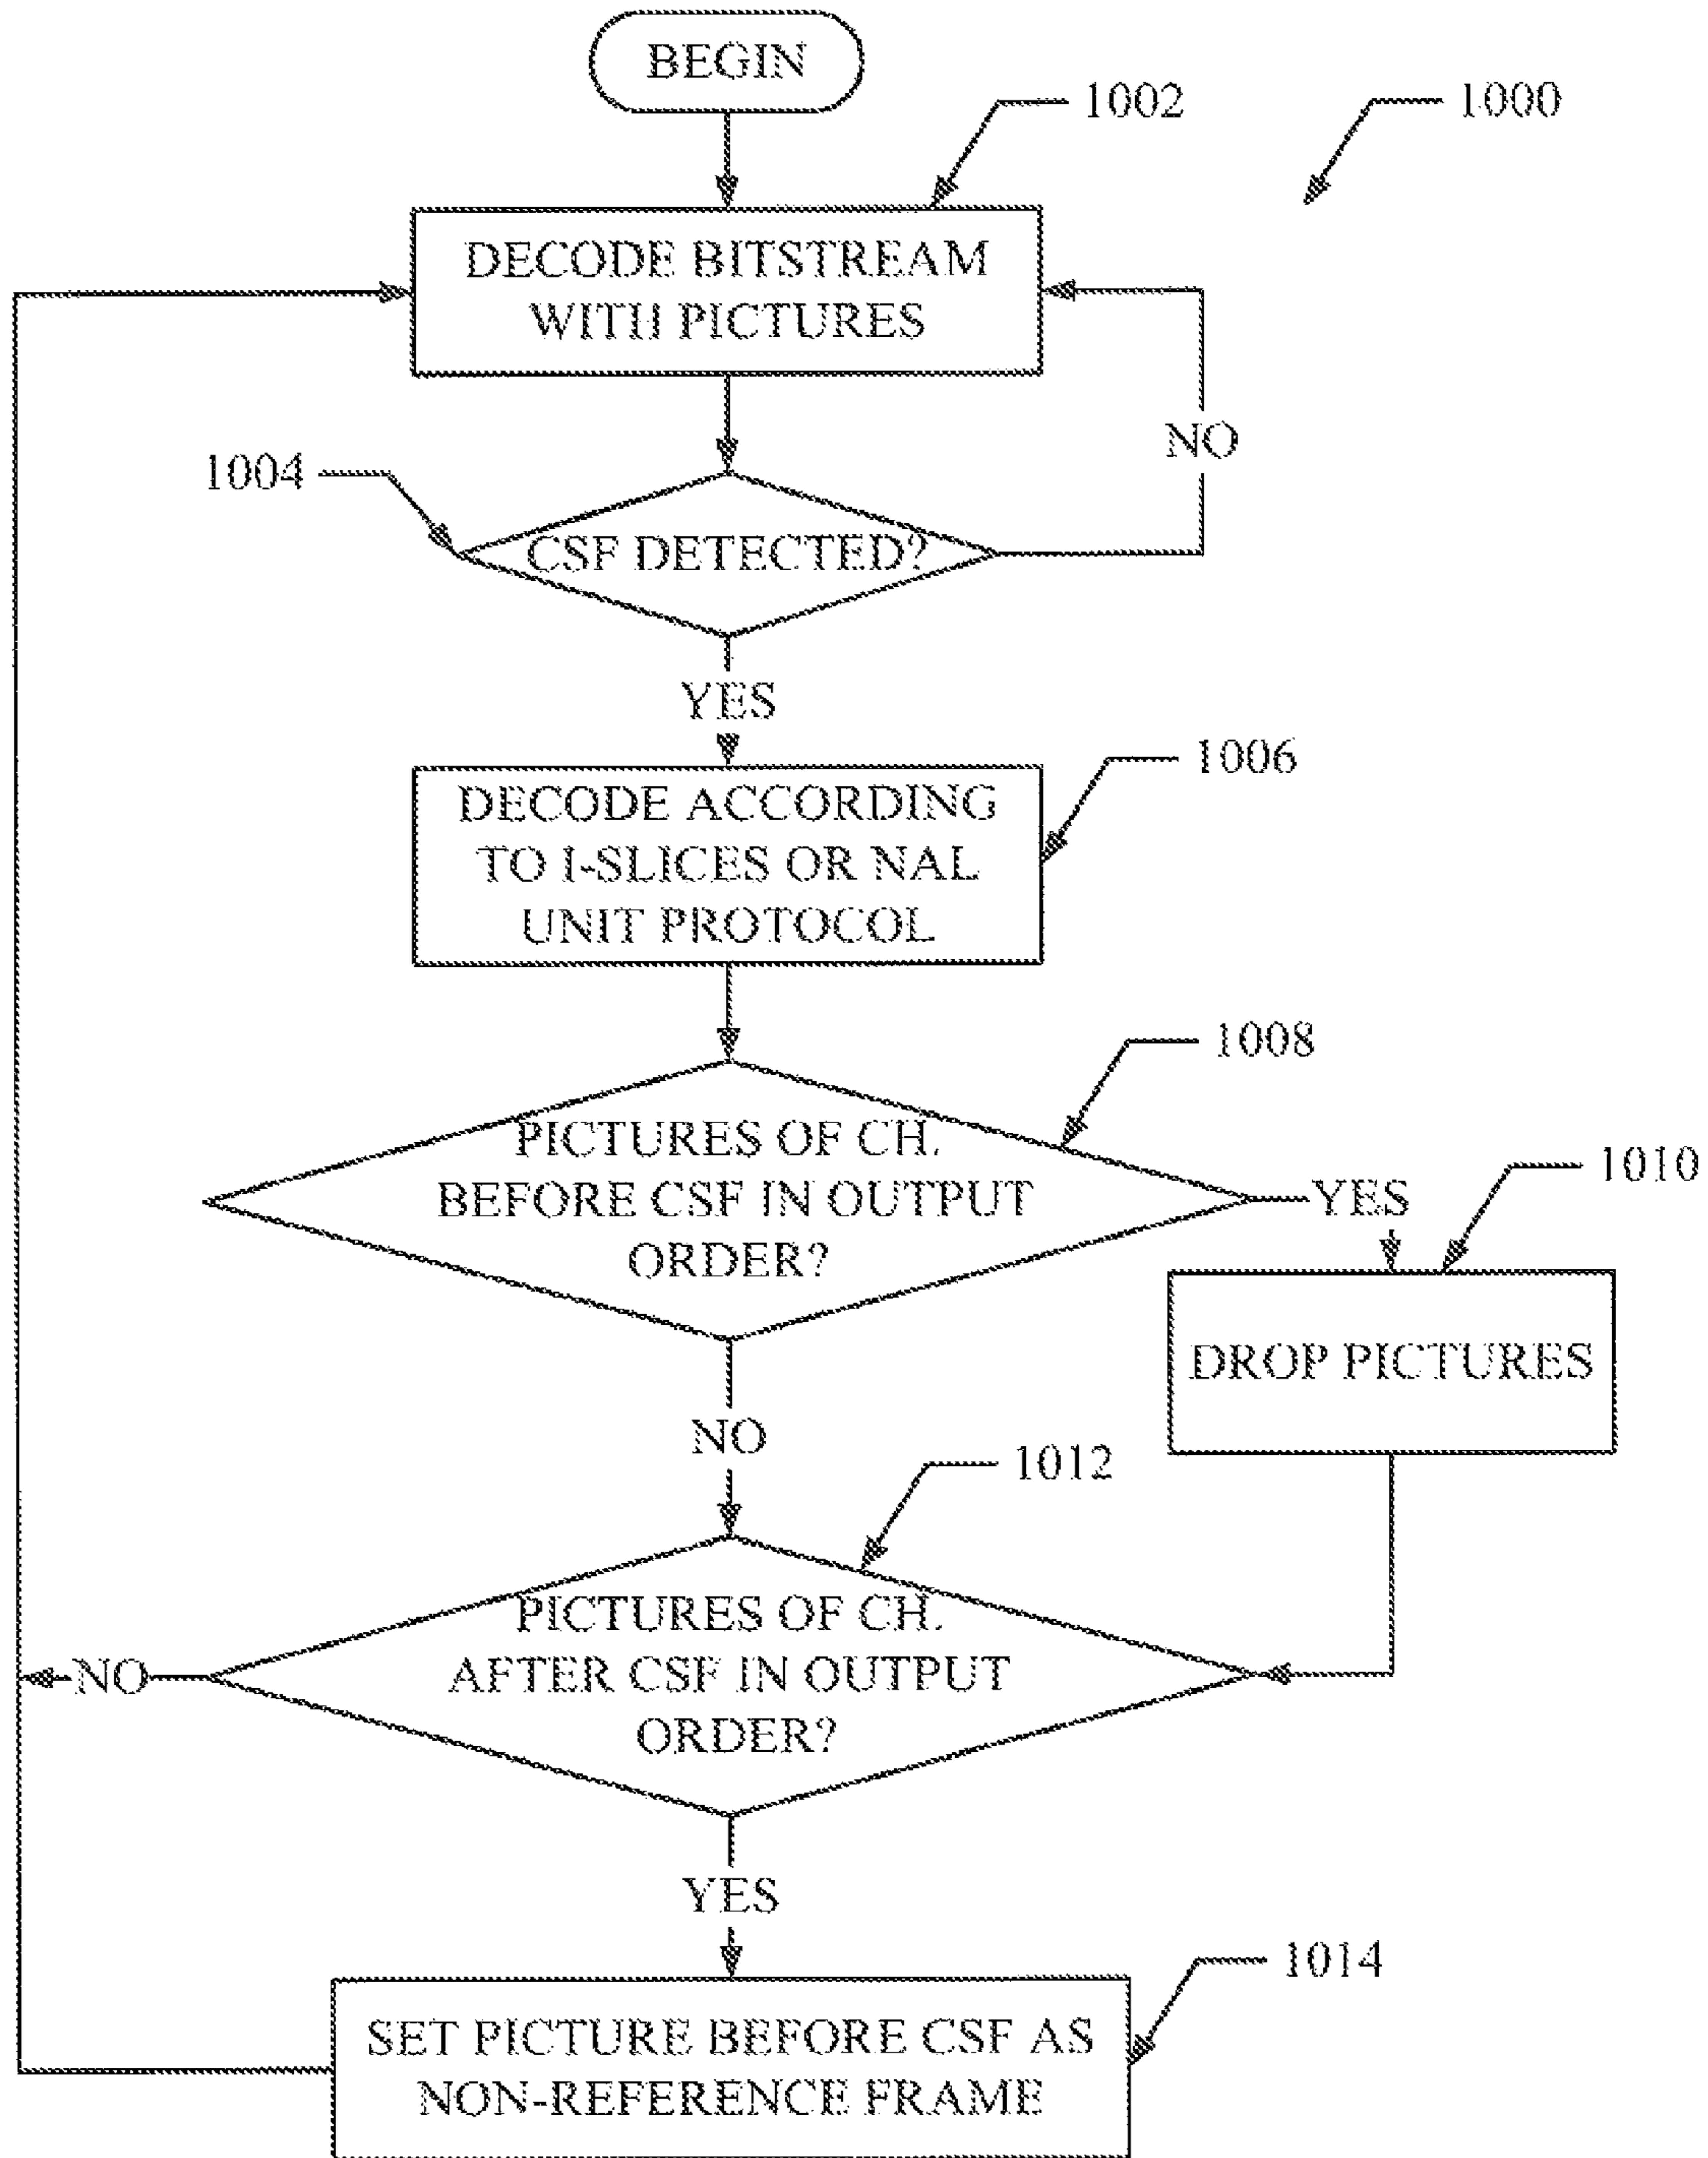 BEGIN
1002
1000
DECODE BITSTREAM
WITH PICTURES
NO
1004
CSF DETECTED?
YES
1006
DECODE ACCORDING
TO I-SLICES OR NAL
UNIT PROTOCOL
1008
PICTURES OF CH.
BEFORE CSF IN OUTPUT
ORDER?
YES
1010
DROP PICTURES
NO
1012
PICTURES OF CH.
AFTER CSF IN OUTPUT
ORDER?
NO
YES
1014
SET PICTURE BEFORE CSF AS
NON-REFERENCE FRAME